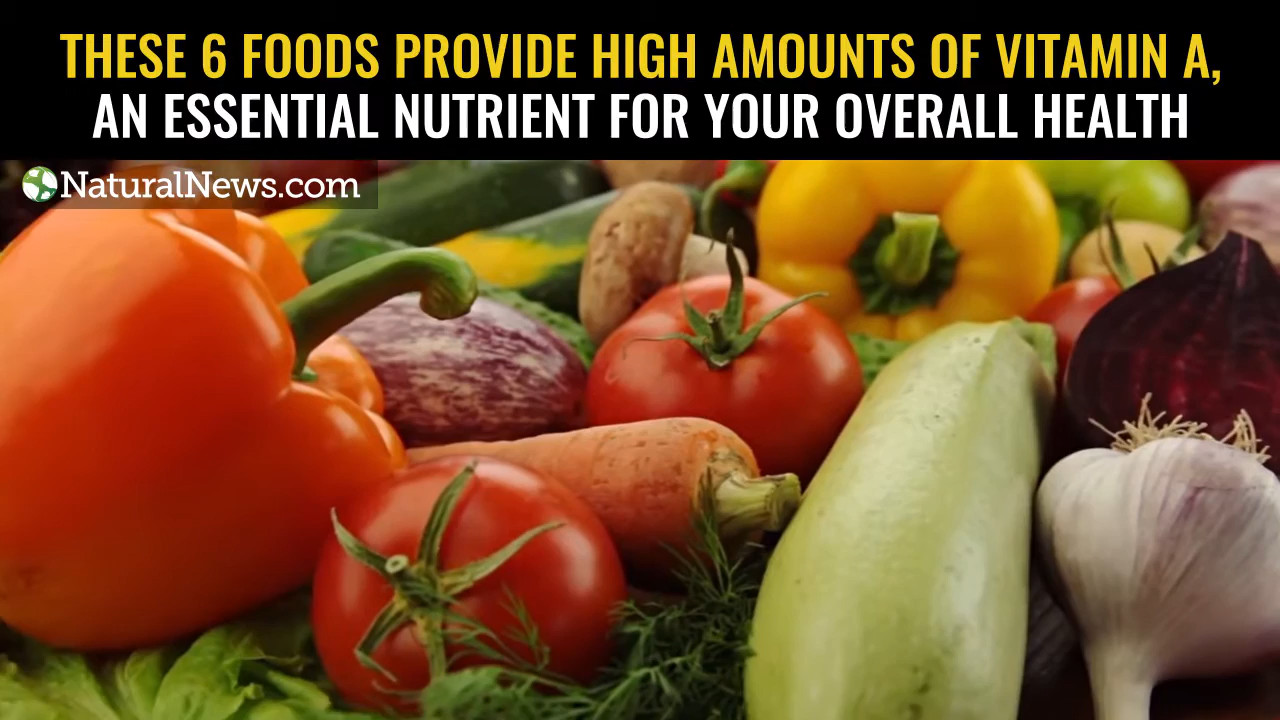 THESE 6 FOODS PROVIDE HIGH AMOUNTS OF VITAMIN A,
AN ESSENTIAL NUTRIENT FOR YOUR OVERALL HEALTH
NaturalNews.com